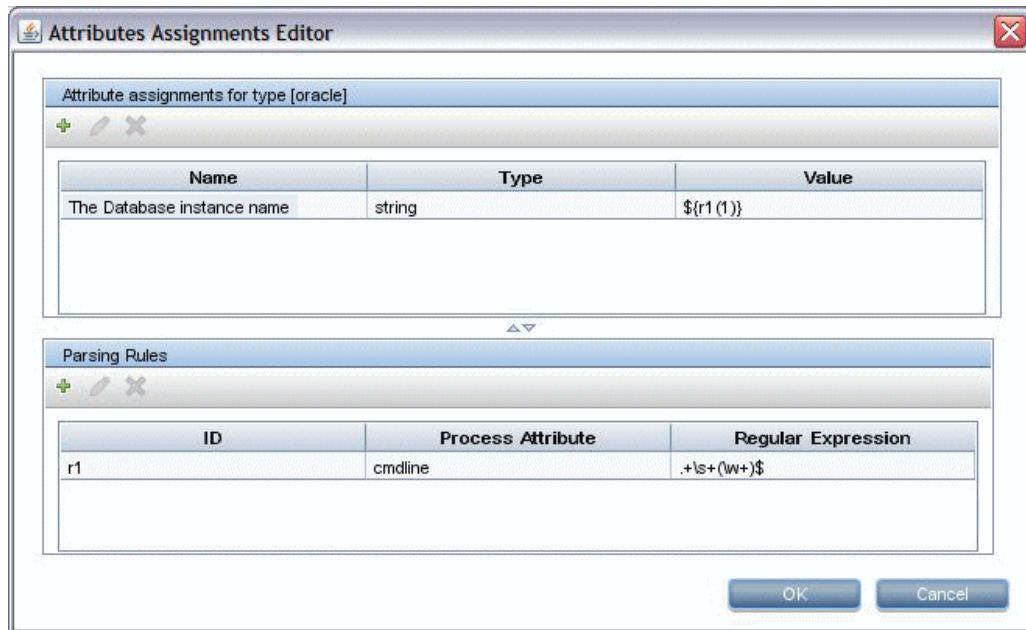 Attributes Assignments Editor
Attribute assignments for type [oracle]
Name Type Value
The Database instance name string ${r1(1)}
Parsing Rules
ID Process Attribute Regular Expression
r1 cmdline .+\s+(\w+)$
OK Cancel